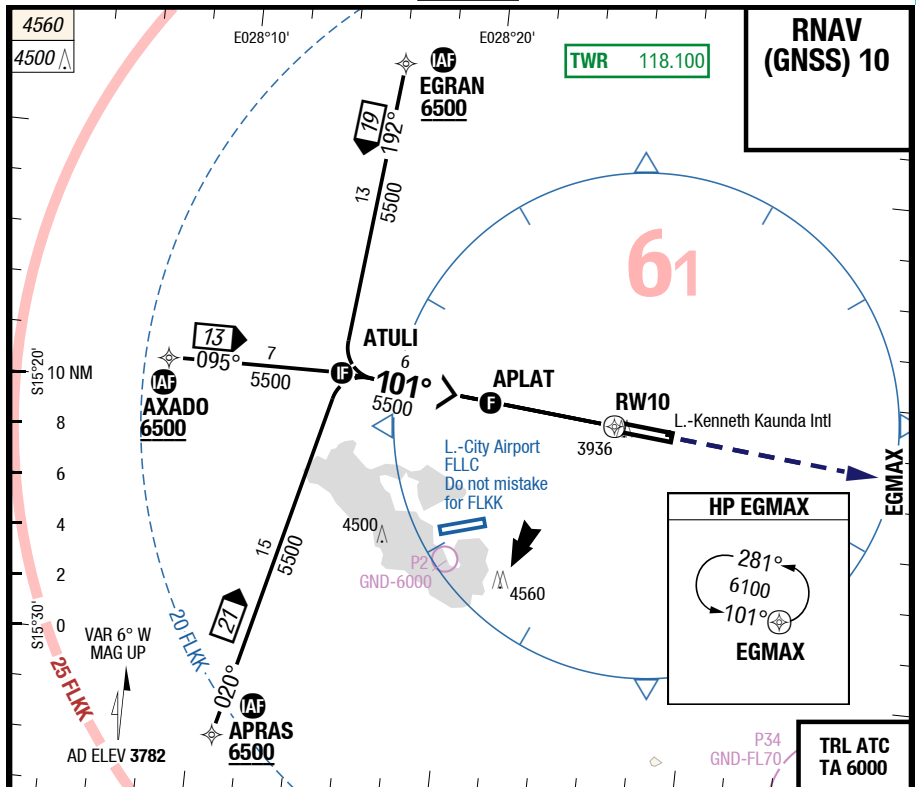 4560
4500
E028°10'
E028°20'
TWR 118.100
RNAV
(GNSS) 10
IAF
EGRAN
6500
19
192°
13
5500
61
ATULI
13
095°
7
5500
IF
6
101°
5500
APLAT
F
RW10
3936
L.-Kenneth Kaunda Intl
S15°20'
10 NM
8
6
4
2
0
S15°30'
IAF
AXADO
6500
L.-City Airport
FLLC
Do not mistake
for FLKK
EGMAX
4500
P2
GND-6000
4560
15
5500
21
020°
IAF
APRAS
6500
20 FLKK
25 FLKK
VAR 6° W
MAG UP
AD ELEV 3782
HP EGMAX
281°
6100
101°
EGMAX
P34
GND-FL70
TRL ATC
TA 6000